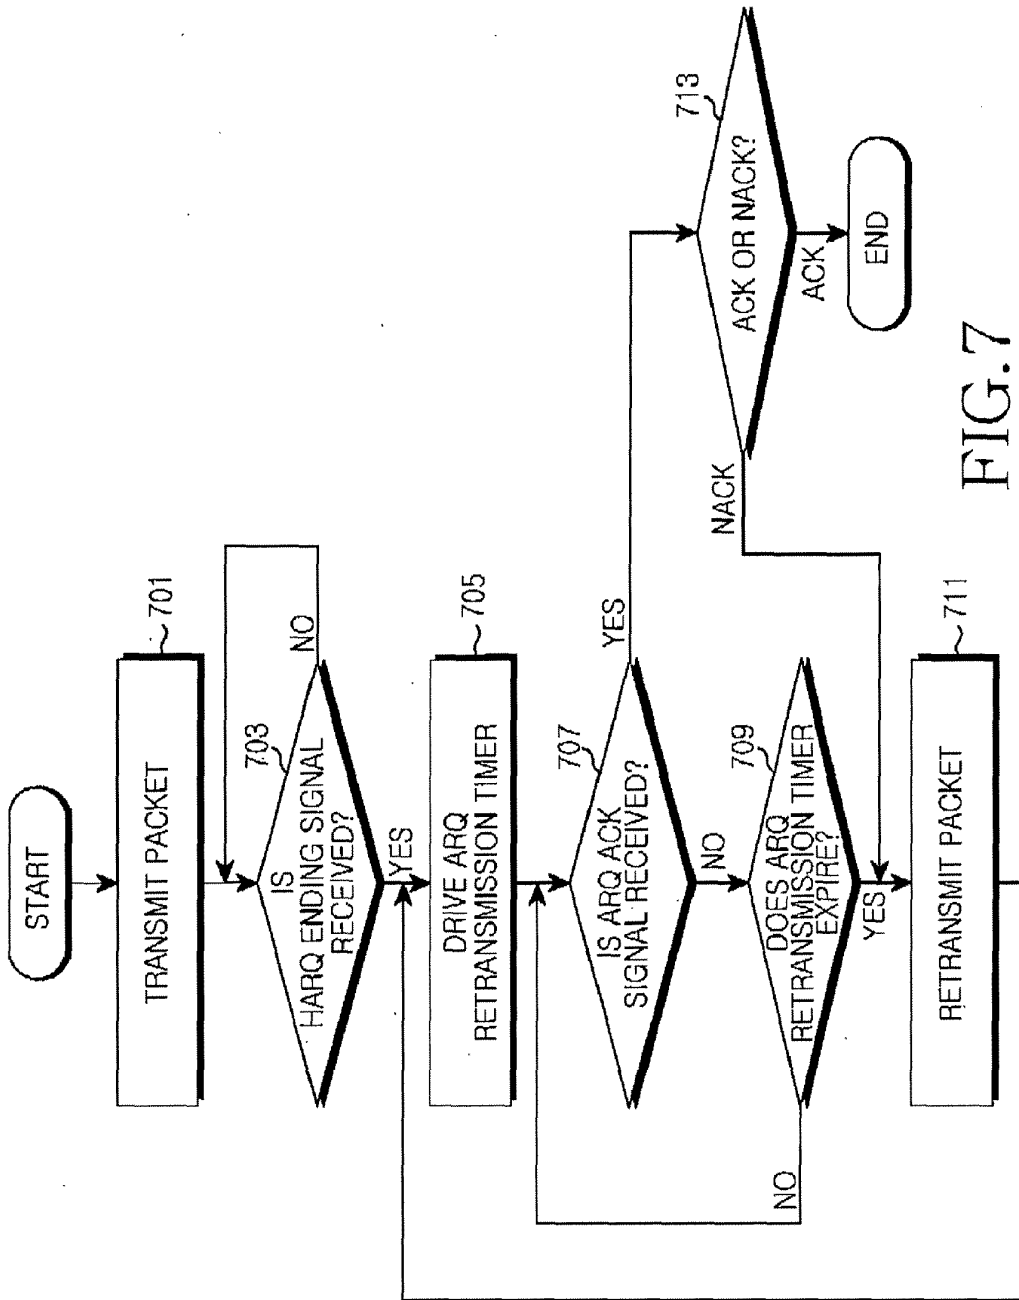 START
TRANSMIT PACKET
701
IS
HARQ ENDING SIGNAL
RECEIVED?
703
NO
YES
DRIVE ARQ
RETRANSMISSION TIMER
705
IS ARQ ACK
SIGNAL RECEIVED?
707
YES
NO
DOES ARQ
RETRANSMISSION TIMER
EXPIRE?
709
NO
YES
RETRANSMIT PACKET
711
ACK OR NACK?
713
NACK
ACK
END
FIG.7